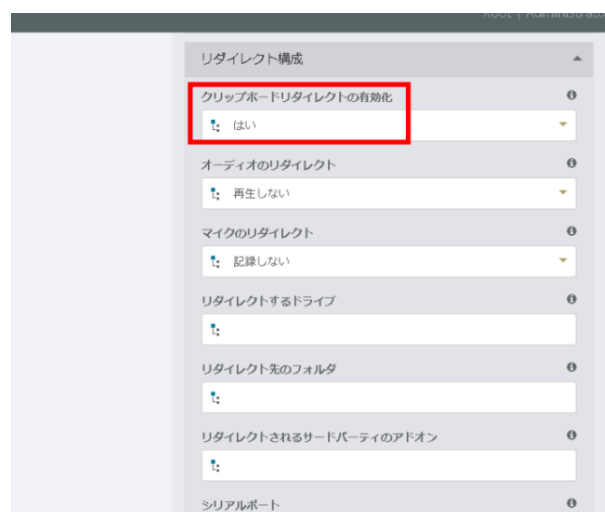 Root | Administrato
リダイレクト構成
クリップボードリダイレクトの有効化
はい
オーディオのリダイレクト
再生しない
マイクのリダイレクト
記録しない
リダイレクトするドライブ
リダイレクト先のフォルダ
リダイレクトされるサードパーティのアドオン
シリアルポート